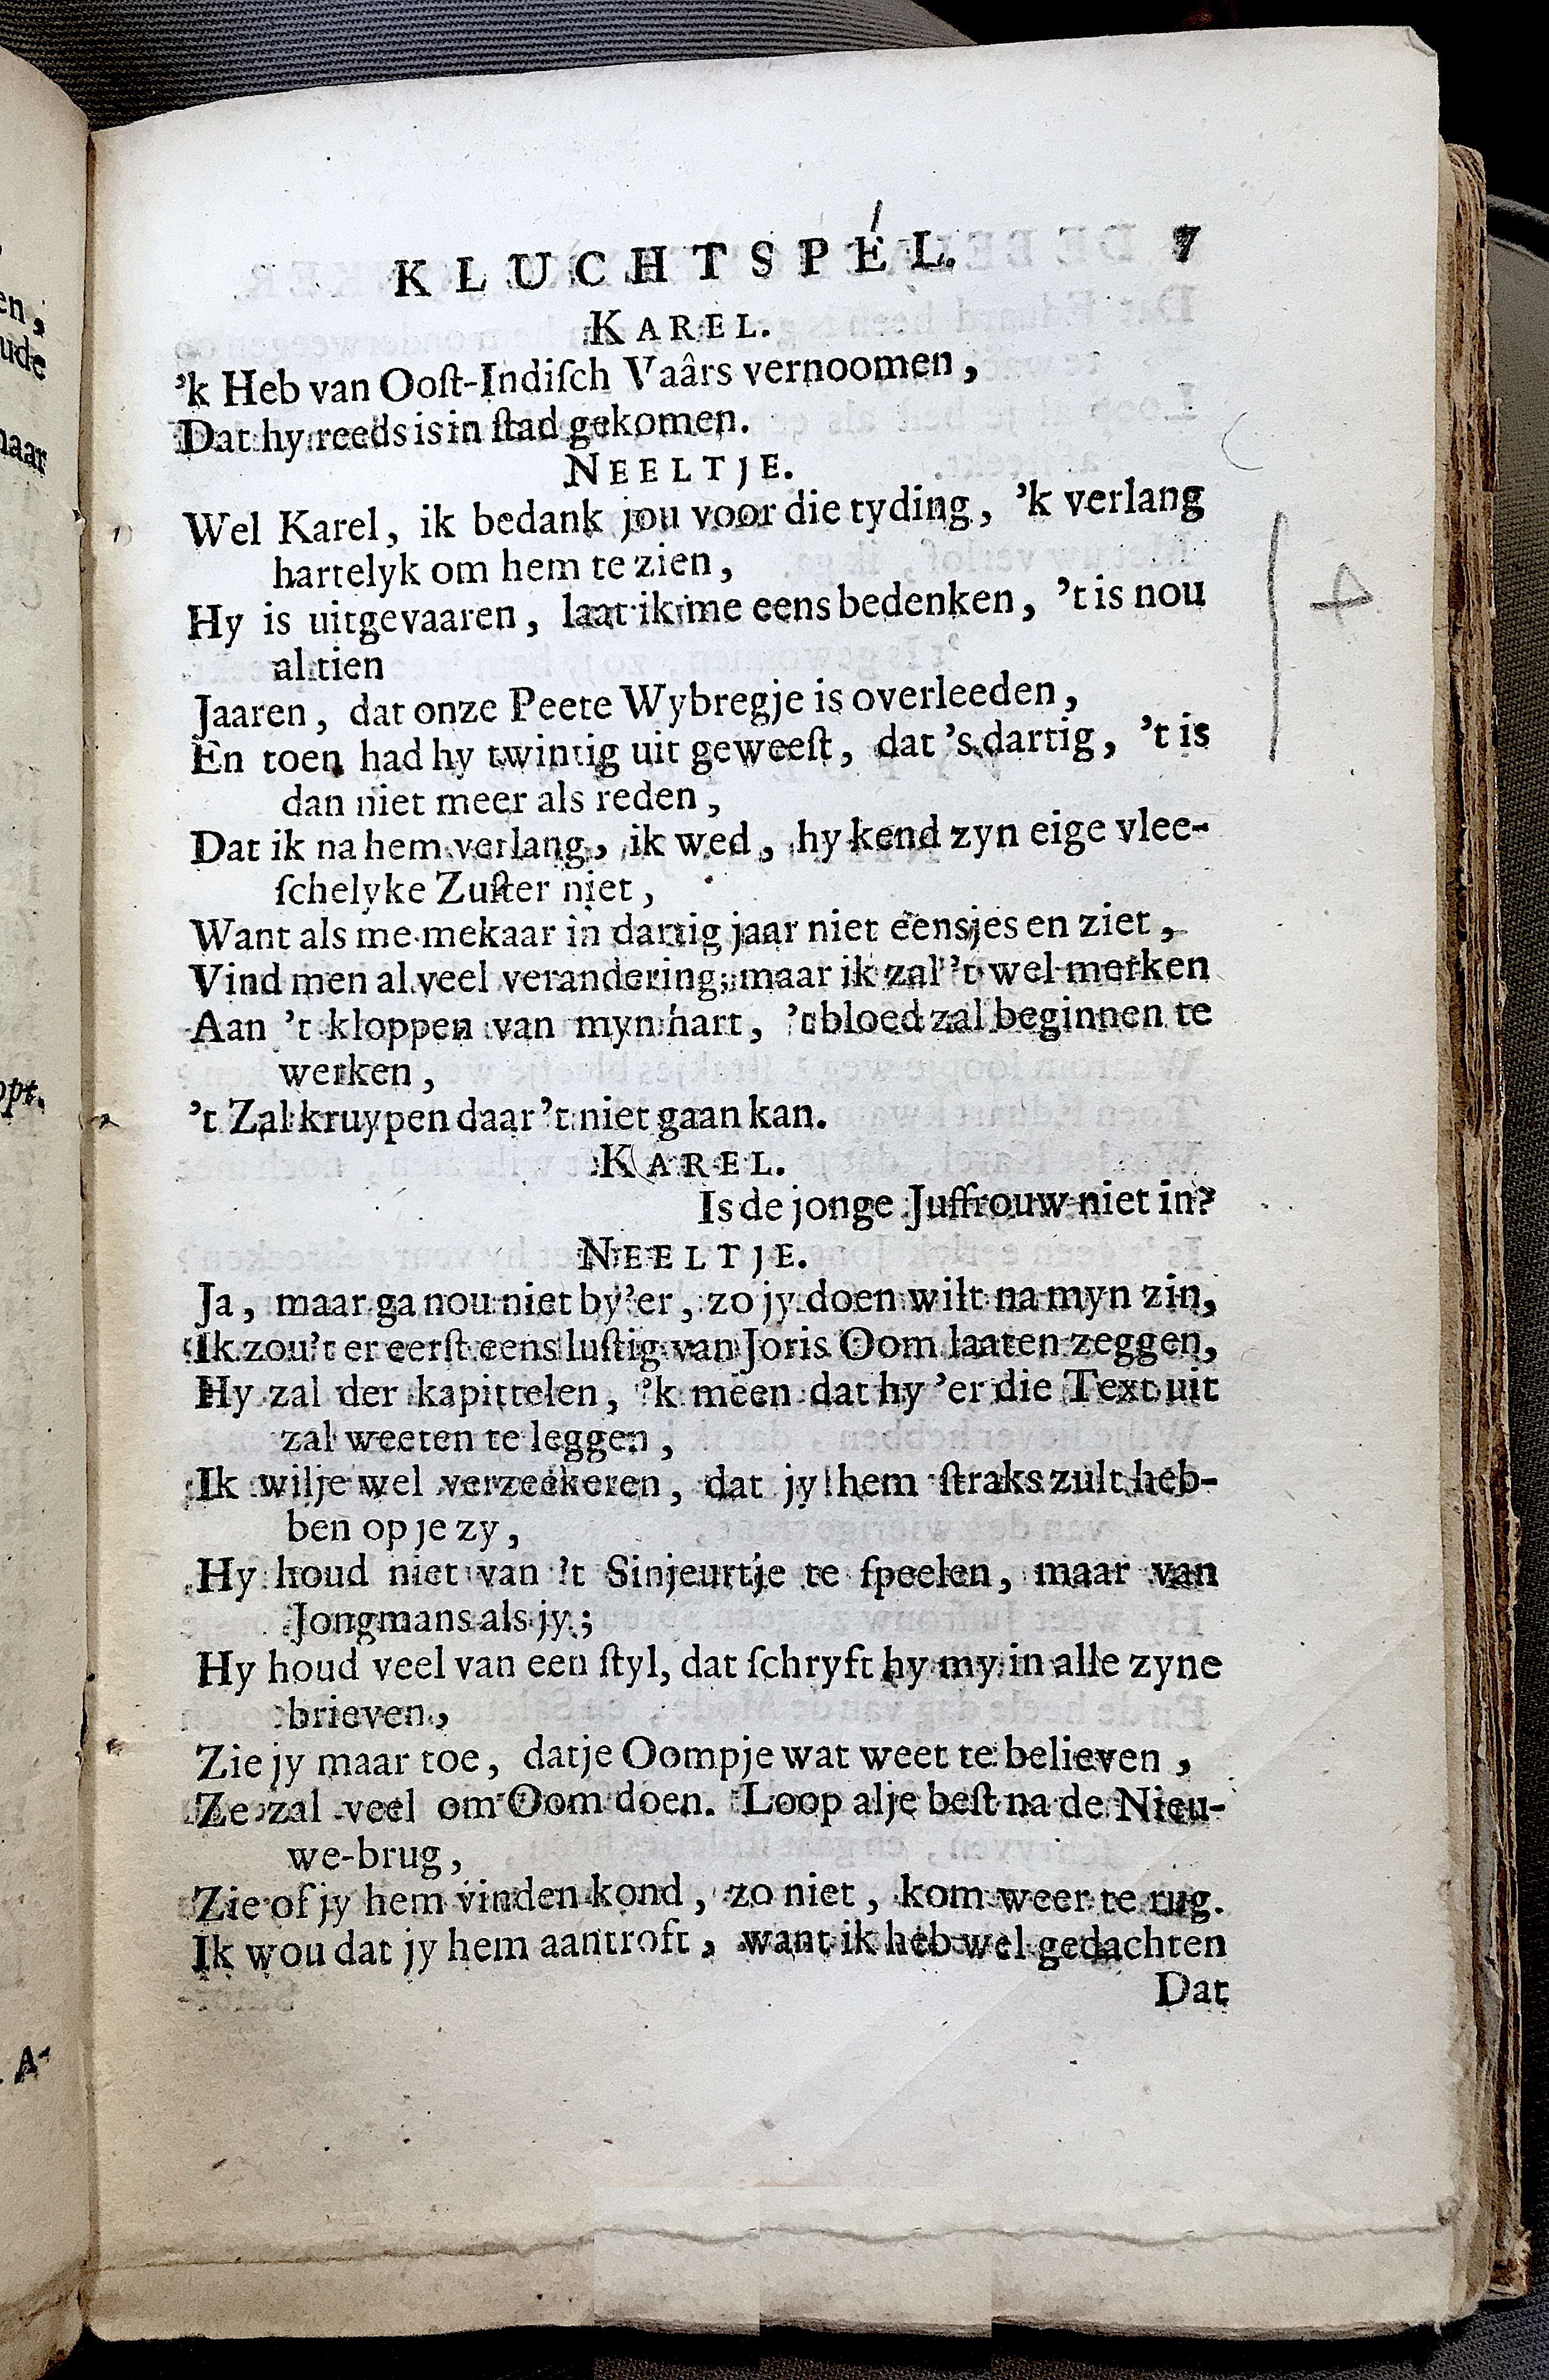 KLUCHTSPEL. 7
KAREL.
’k Heb van Ooſt-Indiſch Vaârs vernoomen,
Dat hy reeds is in ſtad gekomen.
NEELTJE.
Wel Karel, ik bedank jou voor die tyding, ’k verlang
hartelyk om hem te zien,
Hy is uitgevaaren, laat ik me eens bedenken, ’t is nou
al tien
Jaaren, dat onze Peete Wybregje is overleeden,
En toen had hy twintig uit geweeſt, dat ’s dartig, ’t is
dan niet meer als reden,
Dat ik na hem verlang, ik wed, hy kend zyn eige vlee-
ſchelyke Zuſter niet,
Want als me mekaar in dartig jaar niet eensjes en ziet,
Vind men al veel verandering; maar ik zal ’t wel merken
Aan ’t kloppen van myn hart, ’t bloed zal beginnen te
werken,
’t Zal kruypen daar ’t niet gaan kan.
KAREL.
Is de jonge Juffrouw niet in?
NEELTJE.
Ja, maar ga nou niet by ’er, zo jy doen wilt na myn zin,
Ik zou ’t er eerſt eens luſtig van Joris Oom laaten zeggen,
Hy zal der kapittelen, ’k meen dat hy ’er die Text uit
zal weeten te leggen,
Ik wilje wel verzeekeren, dat jy hem ſtraks zult heb-
ben op je zy,
Hy houd niet van ’t Sinjeurtje te ſpeelen, maar van
Jongmans als jy;
Hy houd veel van een ſtyl, dat ſchryft hy my in alle zyne
brieven,
Zie jy maar toe, datje Oompje wat weet te believen,
Ze zal veel om Oom doen. Loop alje beſt na de Nieu-
we-brug,
Zie of jy hem vinden kond, zo niet, kom weer te rug.
Ik wou dat jy hem aantroft, want ik heb wel gedachten
Dat
en,
ude
naar
opt.
A-